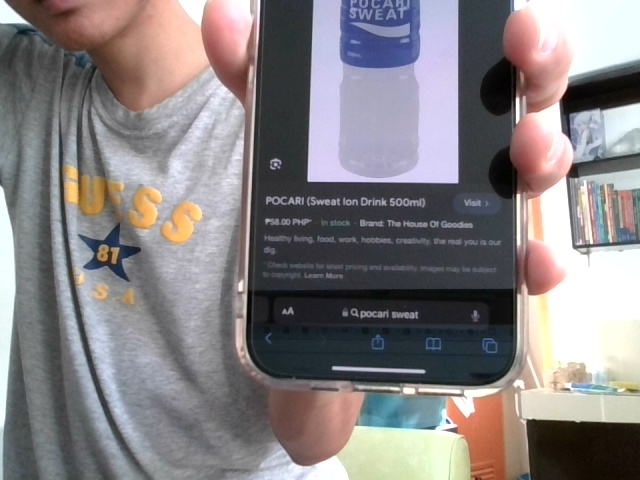 POCARI
SWEAT
POCARI (Sweat Ion Drink 500ml)
Visit >
₱58.00 PHP* · In stock · Brand: The House Of Goodies
Healthy living, food, work, hobbies, creativity, the real you is our
dig.
* Check website for latest pricing and availability. Images may be subject
to copyright. Learn More
AA
pocari sweat
GUESS
81
U.S.A